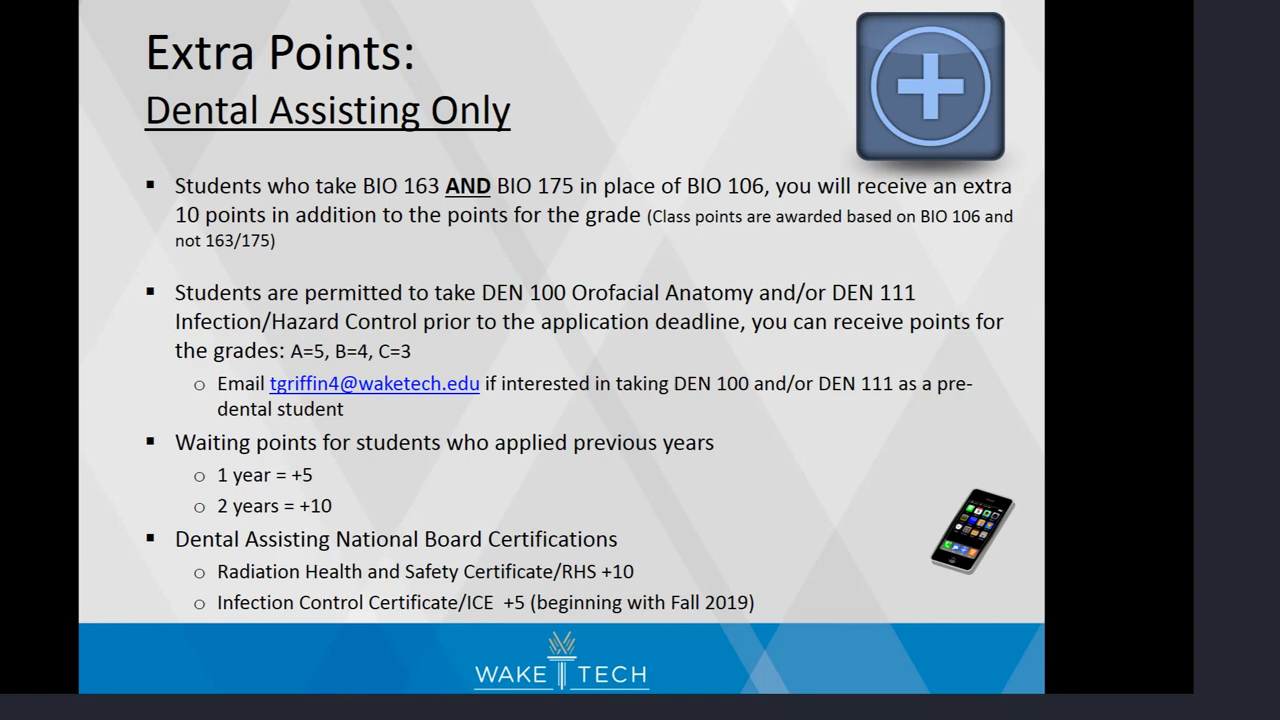 Extra Points:
Dental Assisting Only
▪ Students who take BIO 163 AND BIO 175 in place of BIO 106, you will receive an extra
10 points in addition to the points for the grade (Class points are awarded based on BIO 106 and
not 163/175)
▪ Students are permitted to take DEN 100 Orofacial Anatomy and/or DEN 111
Infection/Hazard Control prior to the application deadline, you can receive points for
the grades: A=5, B=4, C=3
○ Email tgriffin4@waketech.edu if interested in taking DEN 100 and/or DEN 111 as a pre-
dental student
▪ Waiting points for students who applied previous years
○ 1 year = +5
○ 2 years = +10
▪ Dental Assisting National Board Certifications
○ Radiation Health and Safety Certificate/RHS +10
○ Infection Control Certificate/ICE  +5 (beginning with Fall 2019)
WAKE TECH